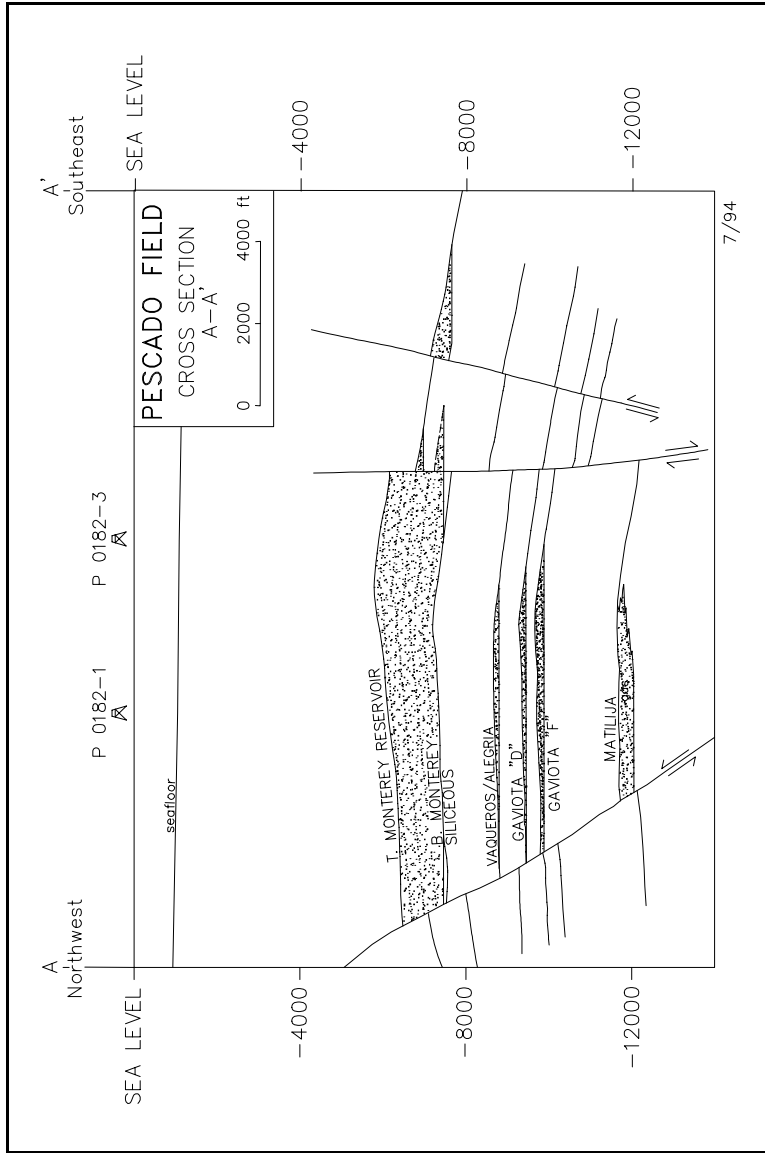 A
Northwest
A'
Southeast
P 0182-1
P 0182-3
SEA LEVEL
SEA LEVEL
seafloor
PESCADO FIELD
CROSS SECTION
A-A'
0
2000
4000 ft
-4000
-4000
T. MONTEREY RESERVOIR
B. MONTEREY
SILICEOUS
-8000
-8000
VAQUEROS/ALEGRIA
GAVIOTA "D"
GAVIOTA "F"
MATILIJA
gas
-12000
-12000
7/94